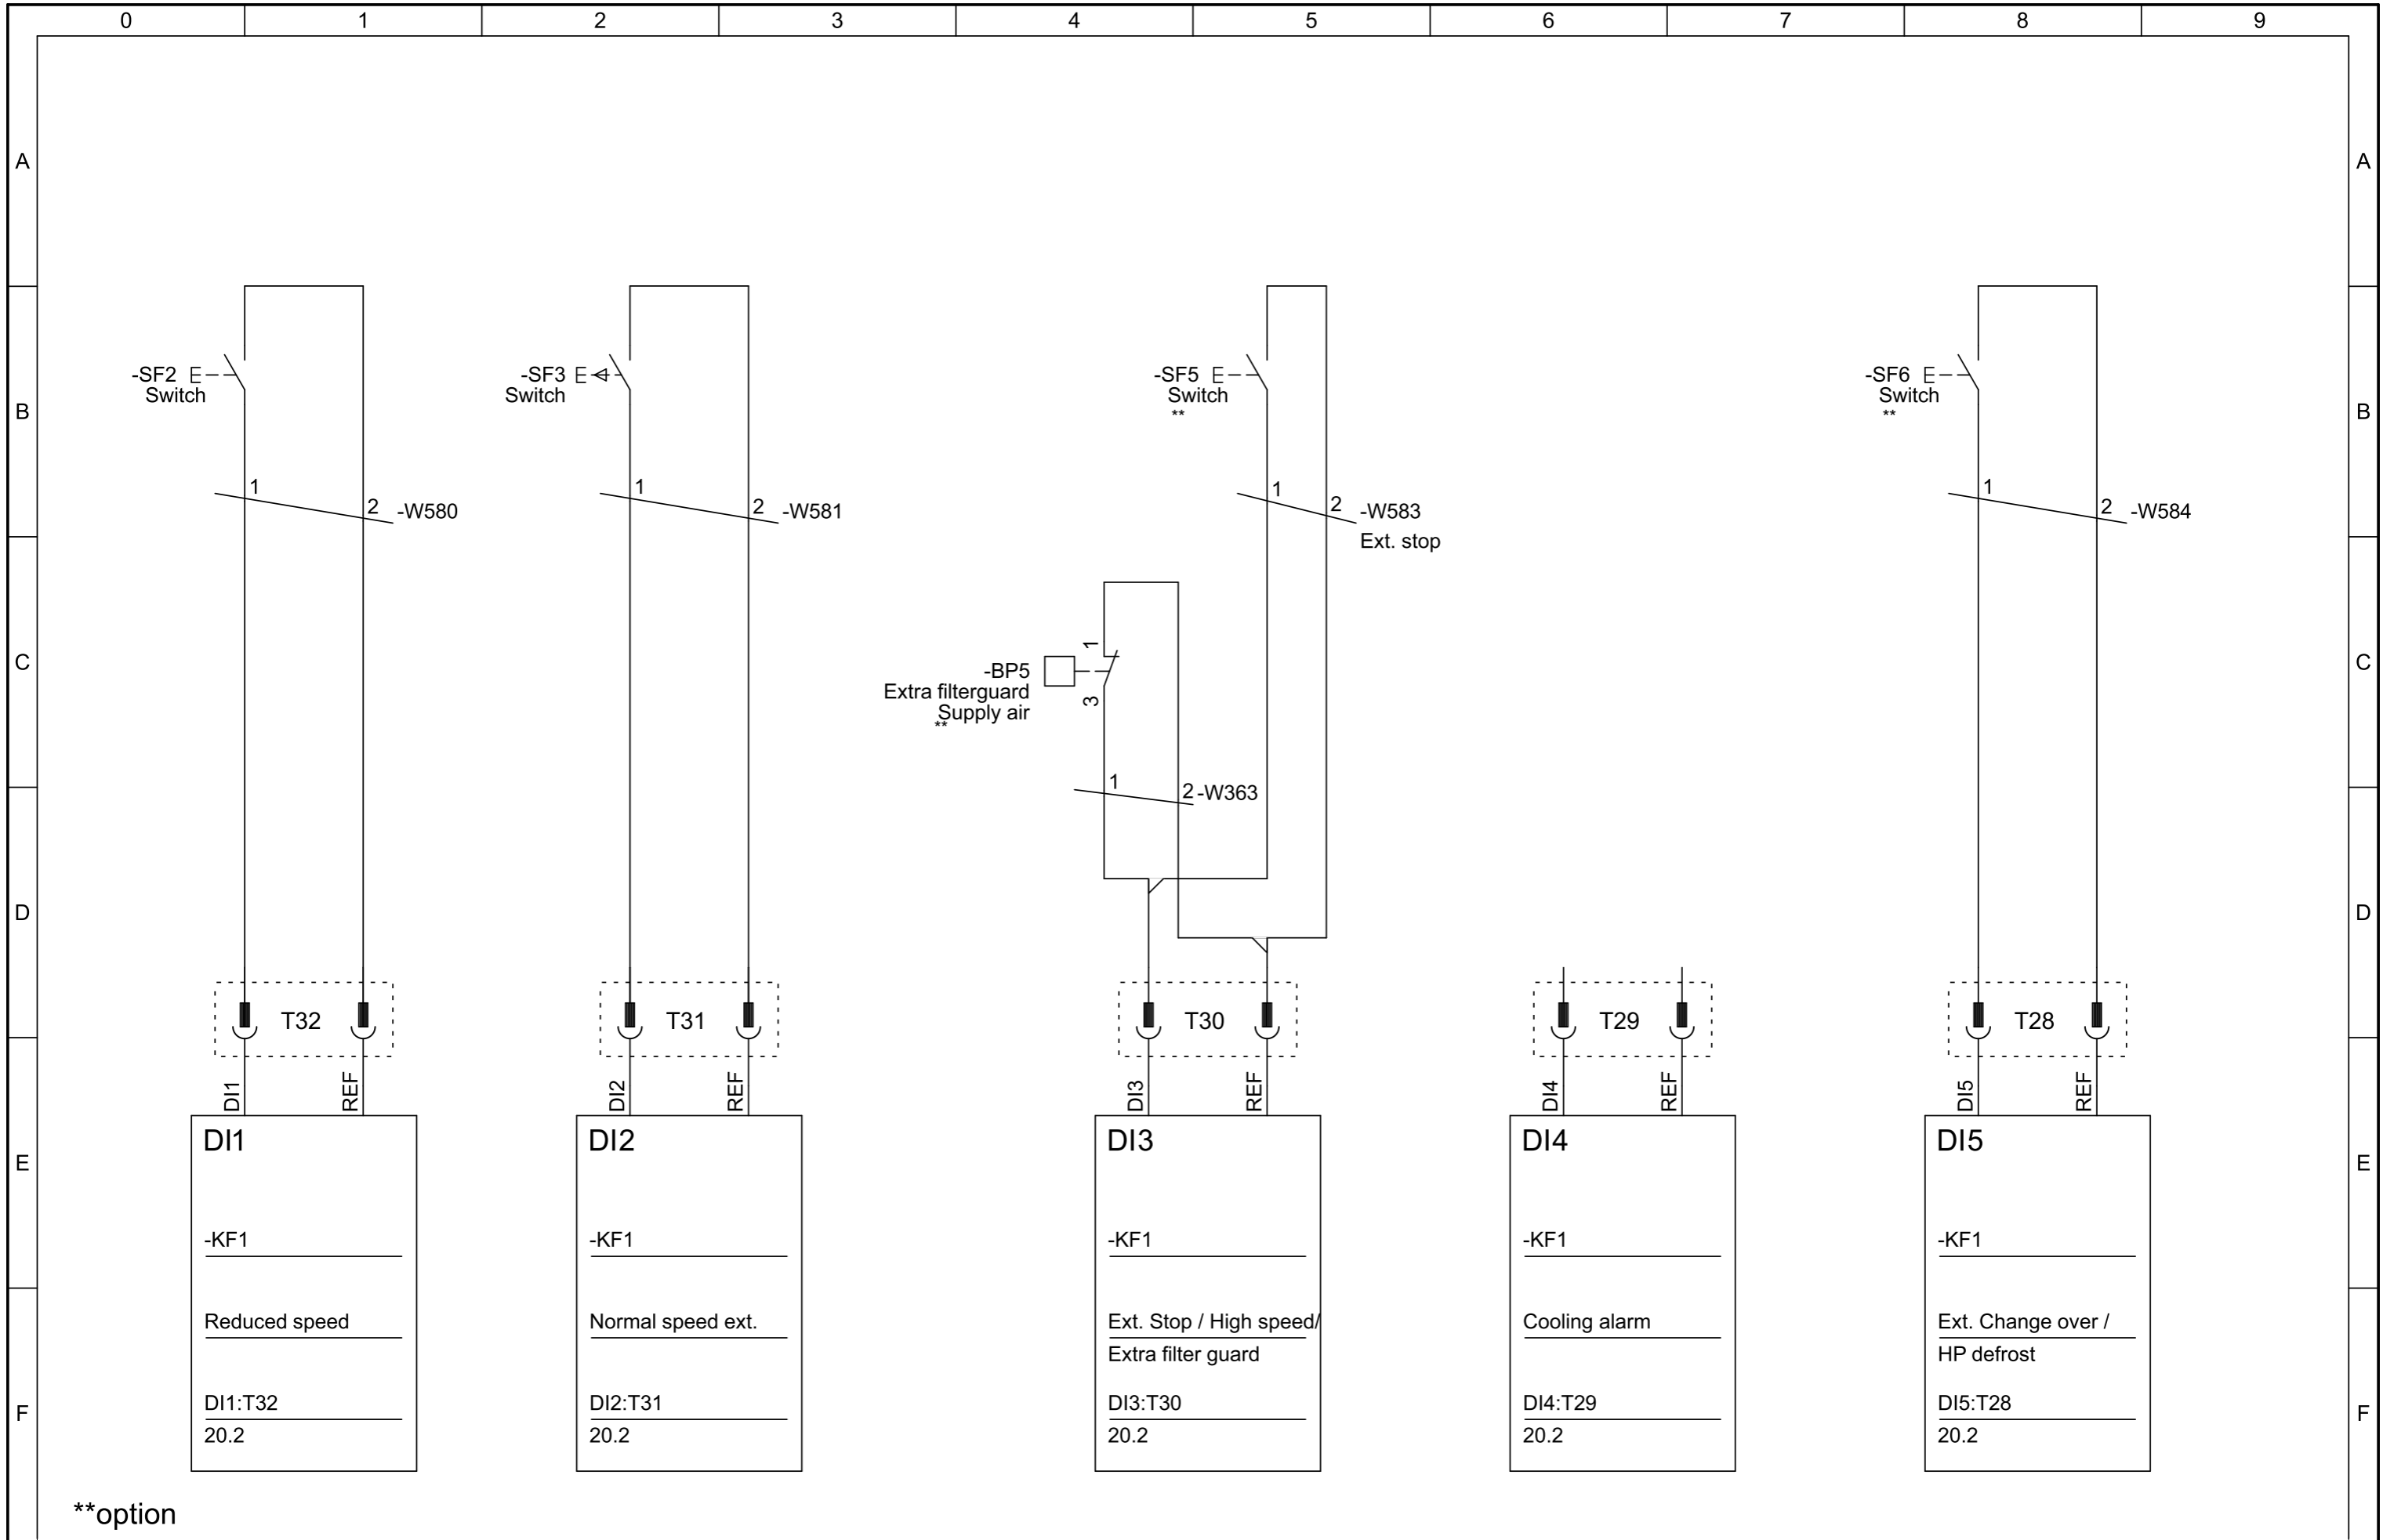 0 1 2 3 4 5 6 7 8 9
A A
-SF2
Switch
-SF3
Switch
-SF5
Switch
**
-SF6
Switch
**
B B
1
2 -W580
1
2 -W581
1
2 -W583
Ext. stop
1
2 -W584
C C
1
-BP5
3
Extra filterguard
Supply air
**
1
2 -W363
D D
T32
T31
T30
T29
T28
DI1 REF
DI2 REF
DI3 REF
DI4 REF
DI5 REF
E E
DI1
-KF1
Reduced speed
DI1:T32
20.2
DI2
-KF1
Normal speed ext.
DI2:T31
20.2
DI3
-KF1
Ext. Stop / High speed/
Extra filter guard
DI3:T30
20.2
DI4
-KF1
Cooling alarm
DI4:T29
20.2
DI5
-KF1
Ext. Change over /
HP defrost
DI5:T28
20.2
F F
**option